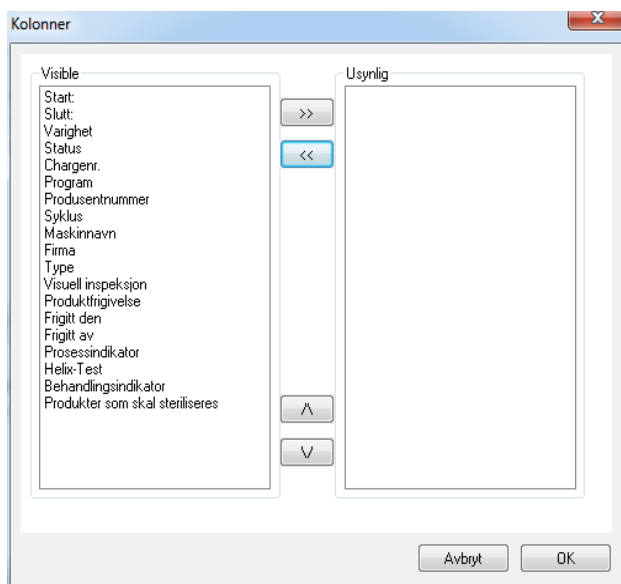 Kolonner
Visible
Usynlig
Start:
Slutt:
Varighet
Status
Chargenr.
Program
Produsentnummer
Syklus
Maskinnavn
Firma
Type
Visuell inspeksjon
Produktfrigivelse
Frigitt den
Frigitt av
Prosessindikator
Helix-Test
Behandlingsindikator
Produkter som skal steriliseres
>>
<<
/\
\/
Avbryt
OK